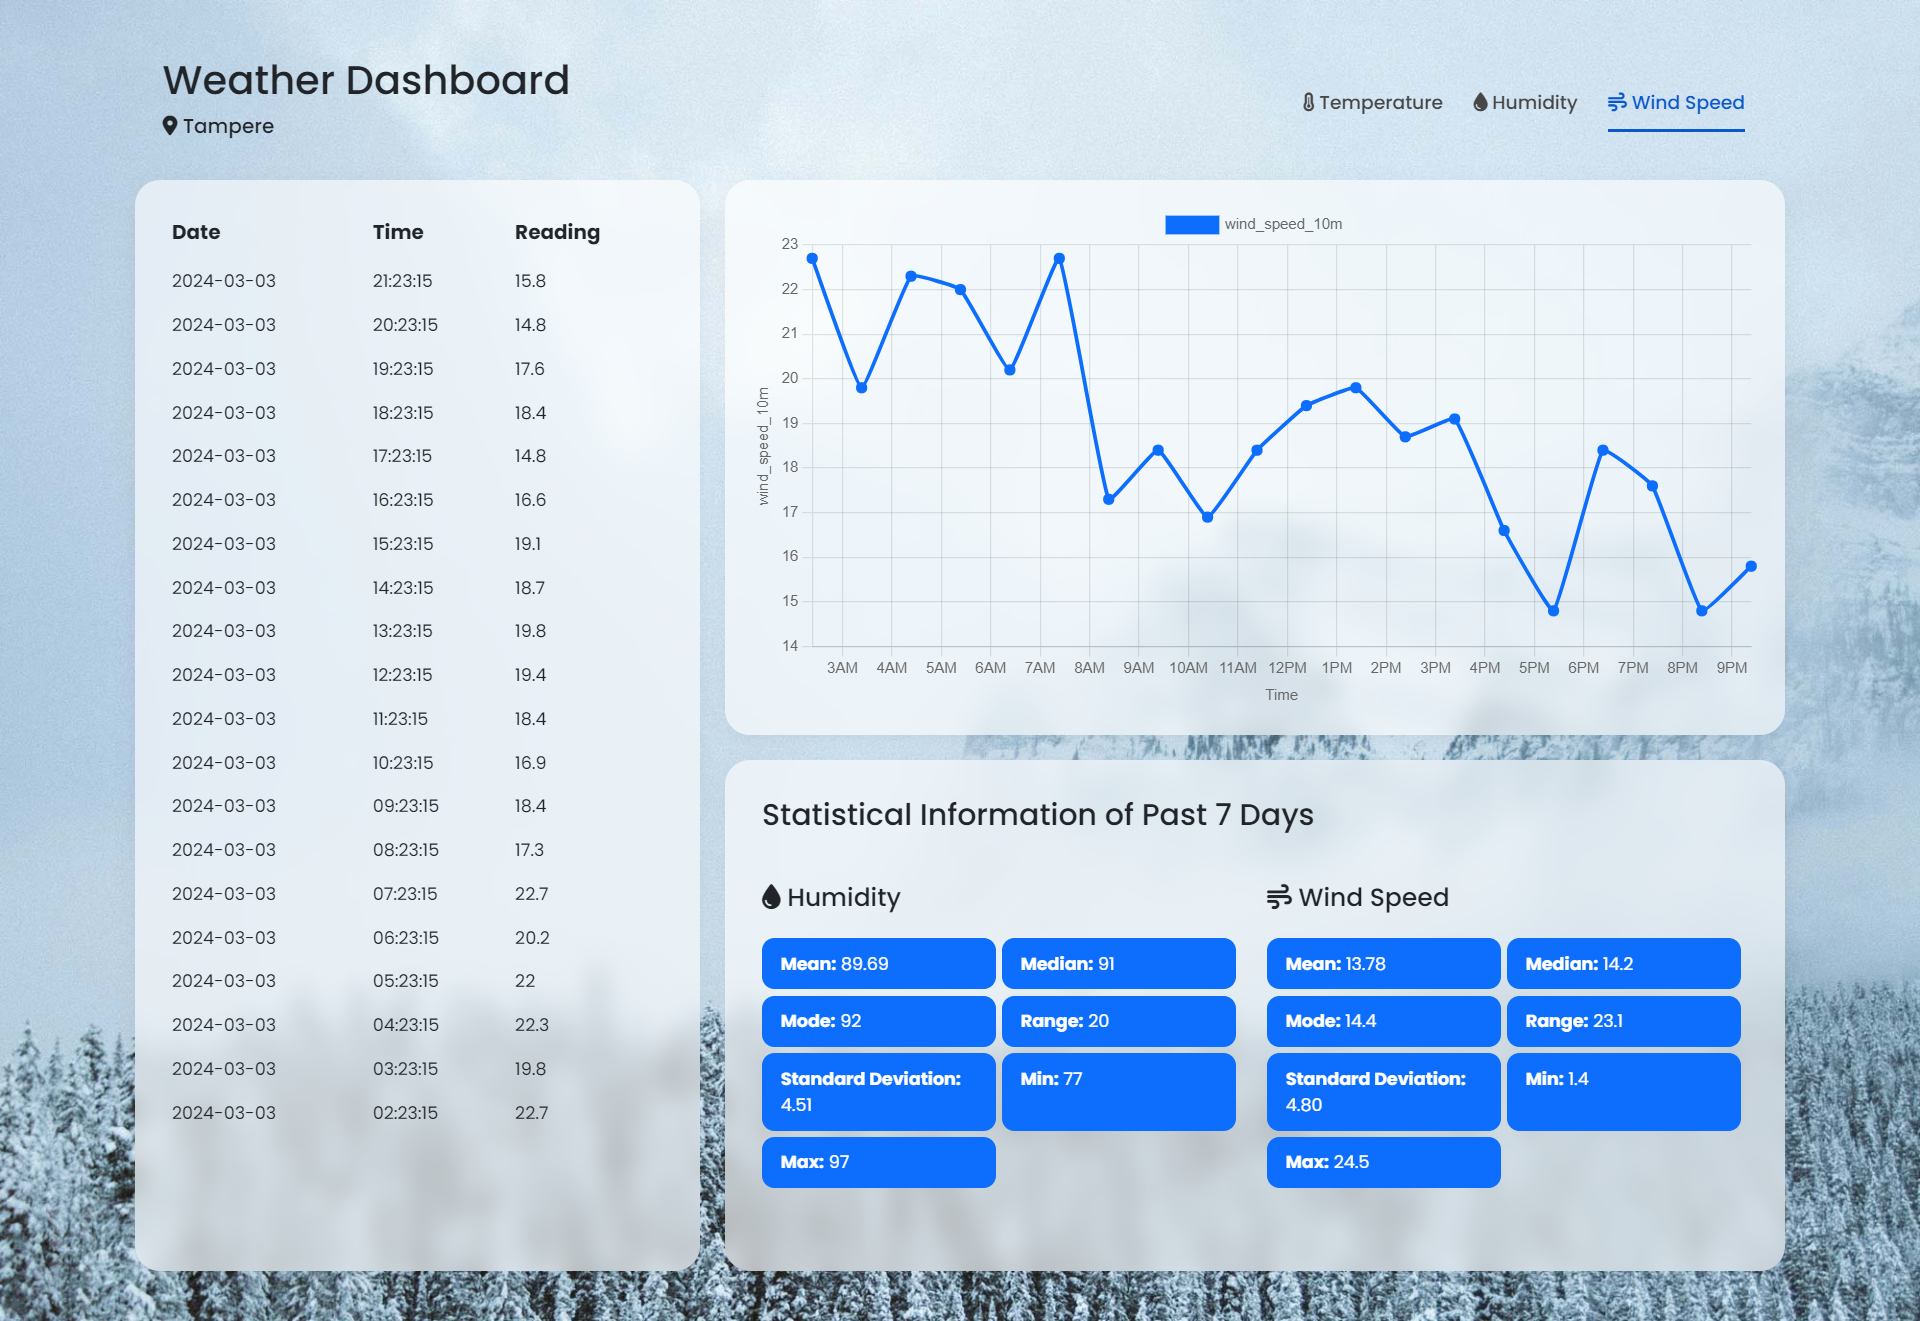 Weather Dashboard
Tampere
Temperature
Humidity
Wind Speed
Date Time Reading
2024-03-03 21:23:15 15.8
2024-03-03 20:23:15 14.8
2024-03-03 19:23:15 17.6
2024-03-03 18:23:15 18.4
2024-03-03 17:23:15 14.8
2024-03-03 16:23:15 16.6
2024-03-03 15:23:15 19.1
2024-03-03 14:23:15 18.7
2024-03-03 13:23:15 19.8
2024-03-03 12:23:15 19.4
2024-03-03 11:23:15 18.4
2024-03-03 10:23:15 16.9
2024-03-03 09:23:15 18.4
2024-03-03 08:23:15 17.3
2024-03-03 07:23:15 22.7
2024-03-03 06:23:15 20.2
2024-03-03 05:23:15 22
2024-03-03 04:23:15 22.3
2024-03-03 03:23:15 19.8
2024-03-03 02:23:15 22.7
wind_speed_10m
23
22
21
20
19
18
17
16
15
14
wind_speed_10m
3AM 4AM 5AM 6AM 7AM 8AM 9AM 10AM 11AM 12PM 1PM 2PM 3PM 4PM 5PM 6PM 7PM 8PM 9PM
Time
Statistical Information of Past 7 Days
Humidity
Mean: 89.69 Median: 91
Mode: 92 Range: 20
Standard Deviation: Min: 77
4.51
Max: 97
Wind Speed
Mean: 13.78 Median: 14.2
Mode: 14.4 Range: 23.1
Standard Deviation: Min: 1.4
4.80
Max: 24.5